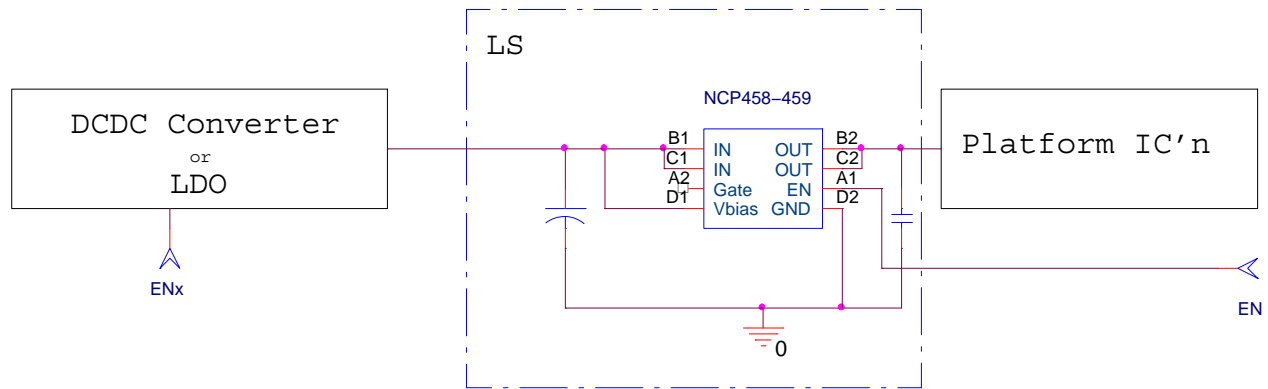 LS
NCP458–459
DCDC Converter
or
LDO
ENx
B1
C1
A2
D1
IN
IN
Gate
Vbias
OUT
OUT
EN
GND
B2
C2
A1
D2
0
Platform IC'n
EN